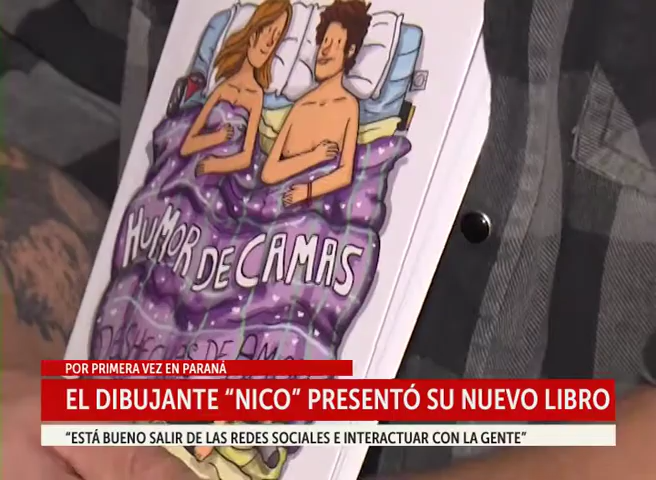 HUMOR DE CAMAS
POR PRIMERA VEZ EN PARANÁ
EL DIBUJANTE “NICO” PRESENTÓ SU NUEVO LIBRO
“ESTÁ BUENO SALIR DE LAS REDES SOCIALES E INTERACTUAR CON LA GENTE”